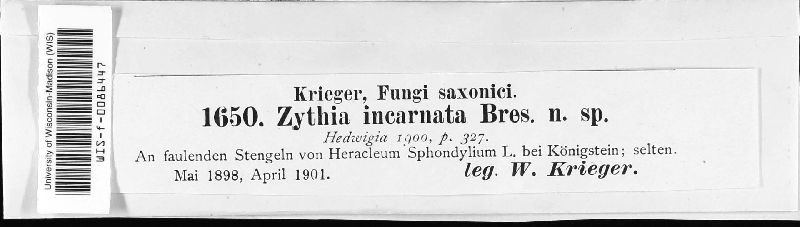 University of Wisconsin-Madison (WIS)
WIS-f-0086447
Krieger, Fungi saxonici.
1650. Zythia incarnata Bres. n. sp.
Hedwigia 1900, p. 327.
An faulenden Stengeln von Heracleum Sphondylium L. bei Königstein; selten.
Mai 1898, April 1901. leg. W. Krieger.